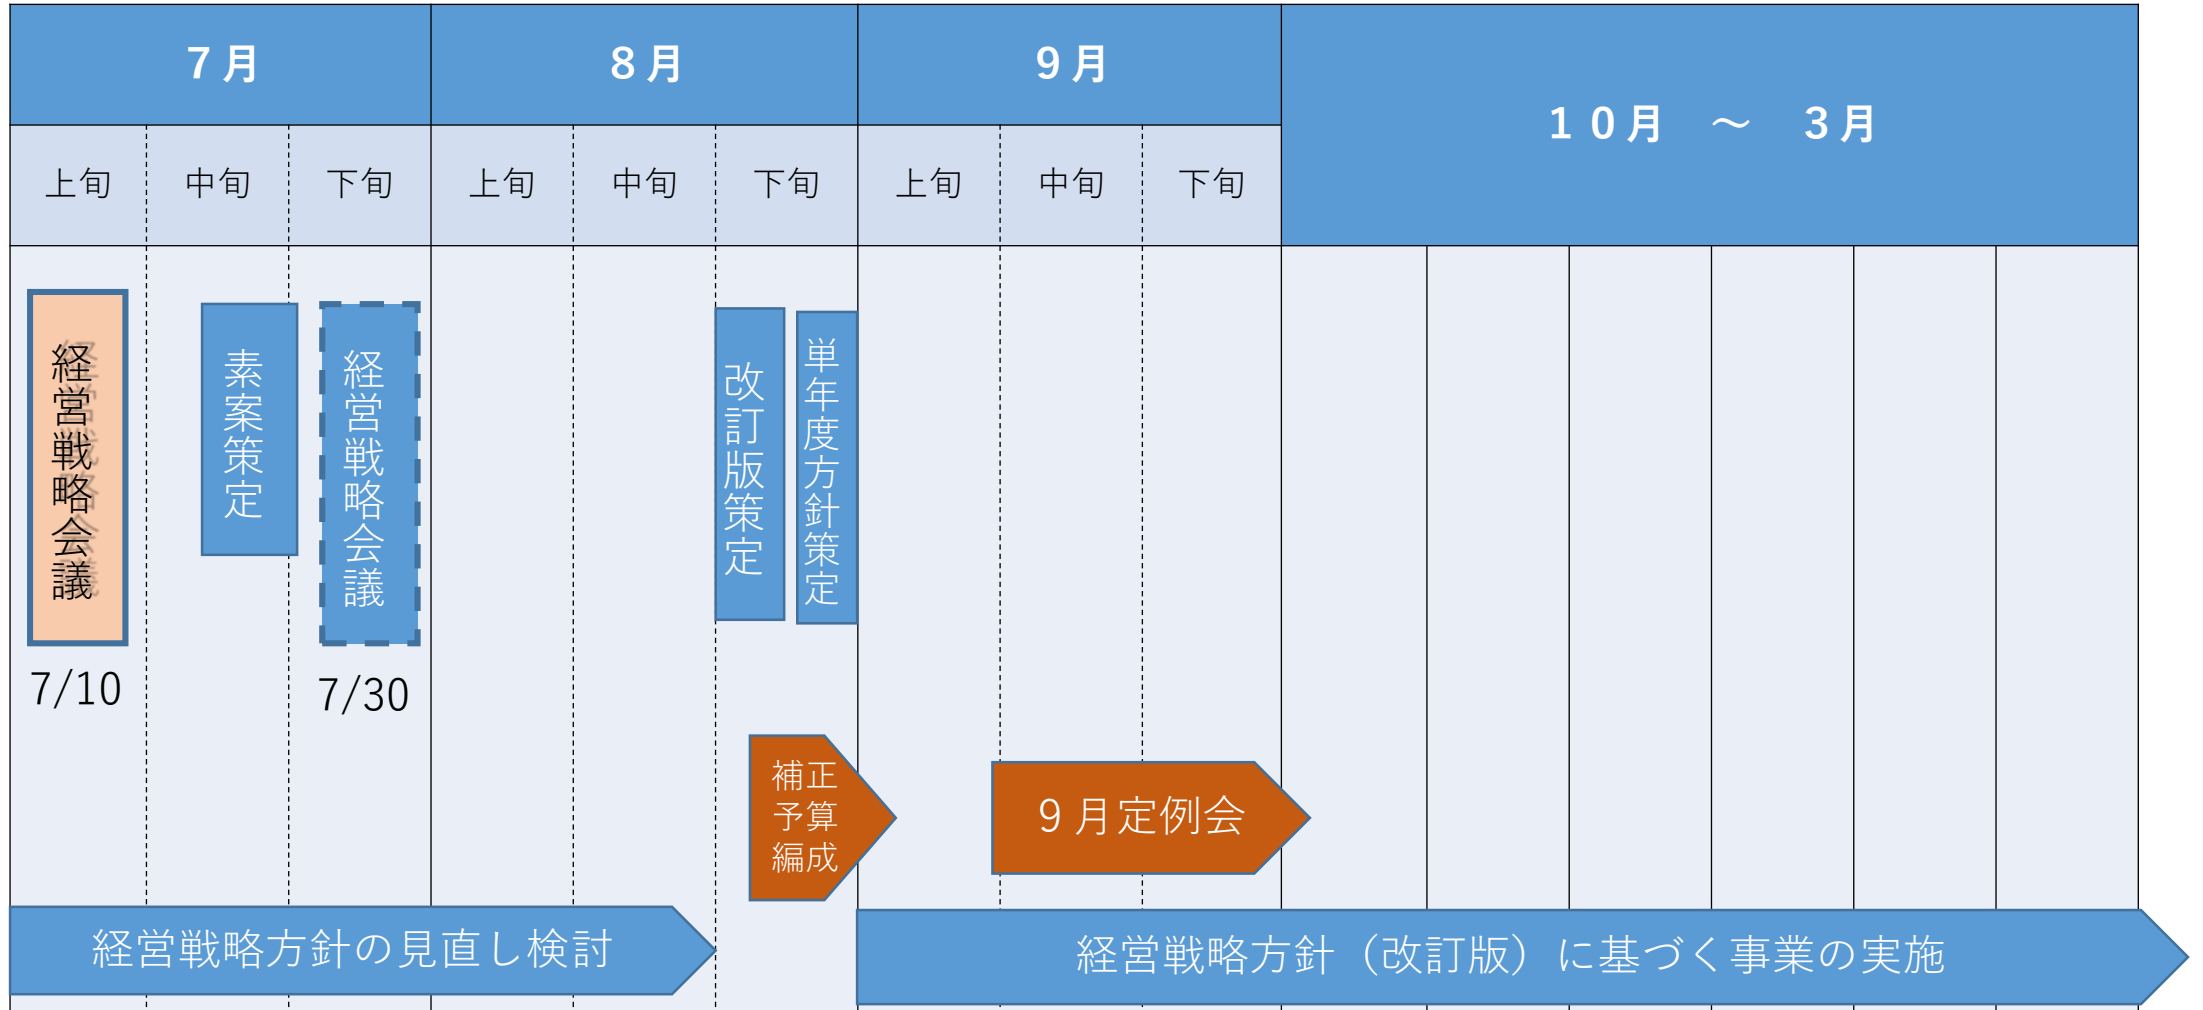 7月
8月
9月
10月　～　3月
上旬
中旬
下旬
上旬
中旬
下旬
上旬
中旬
下旬
経営戦略会議
素案策定
経営戦略会議
改訂版策定
単年度方針策定
7/10
7/30
補正
予算
編成
9月定例会
経営戦略方針の見直し検討
経営戦略方針（改訂版）に基づく事業の実施